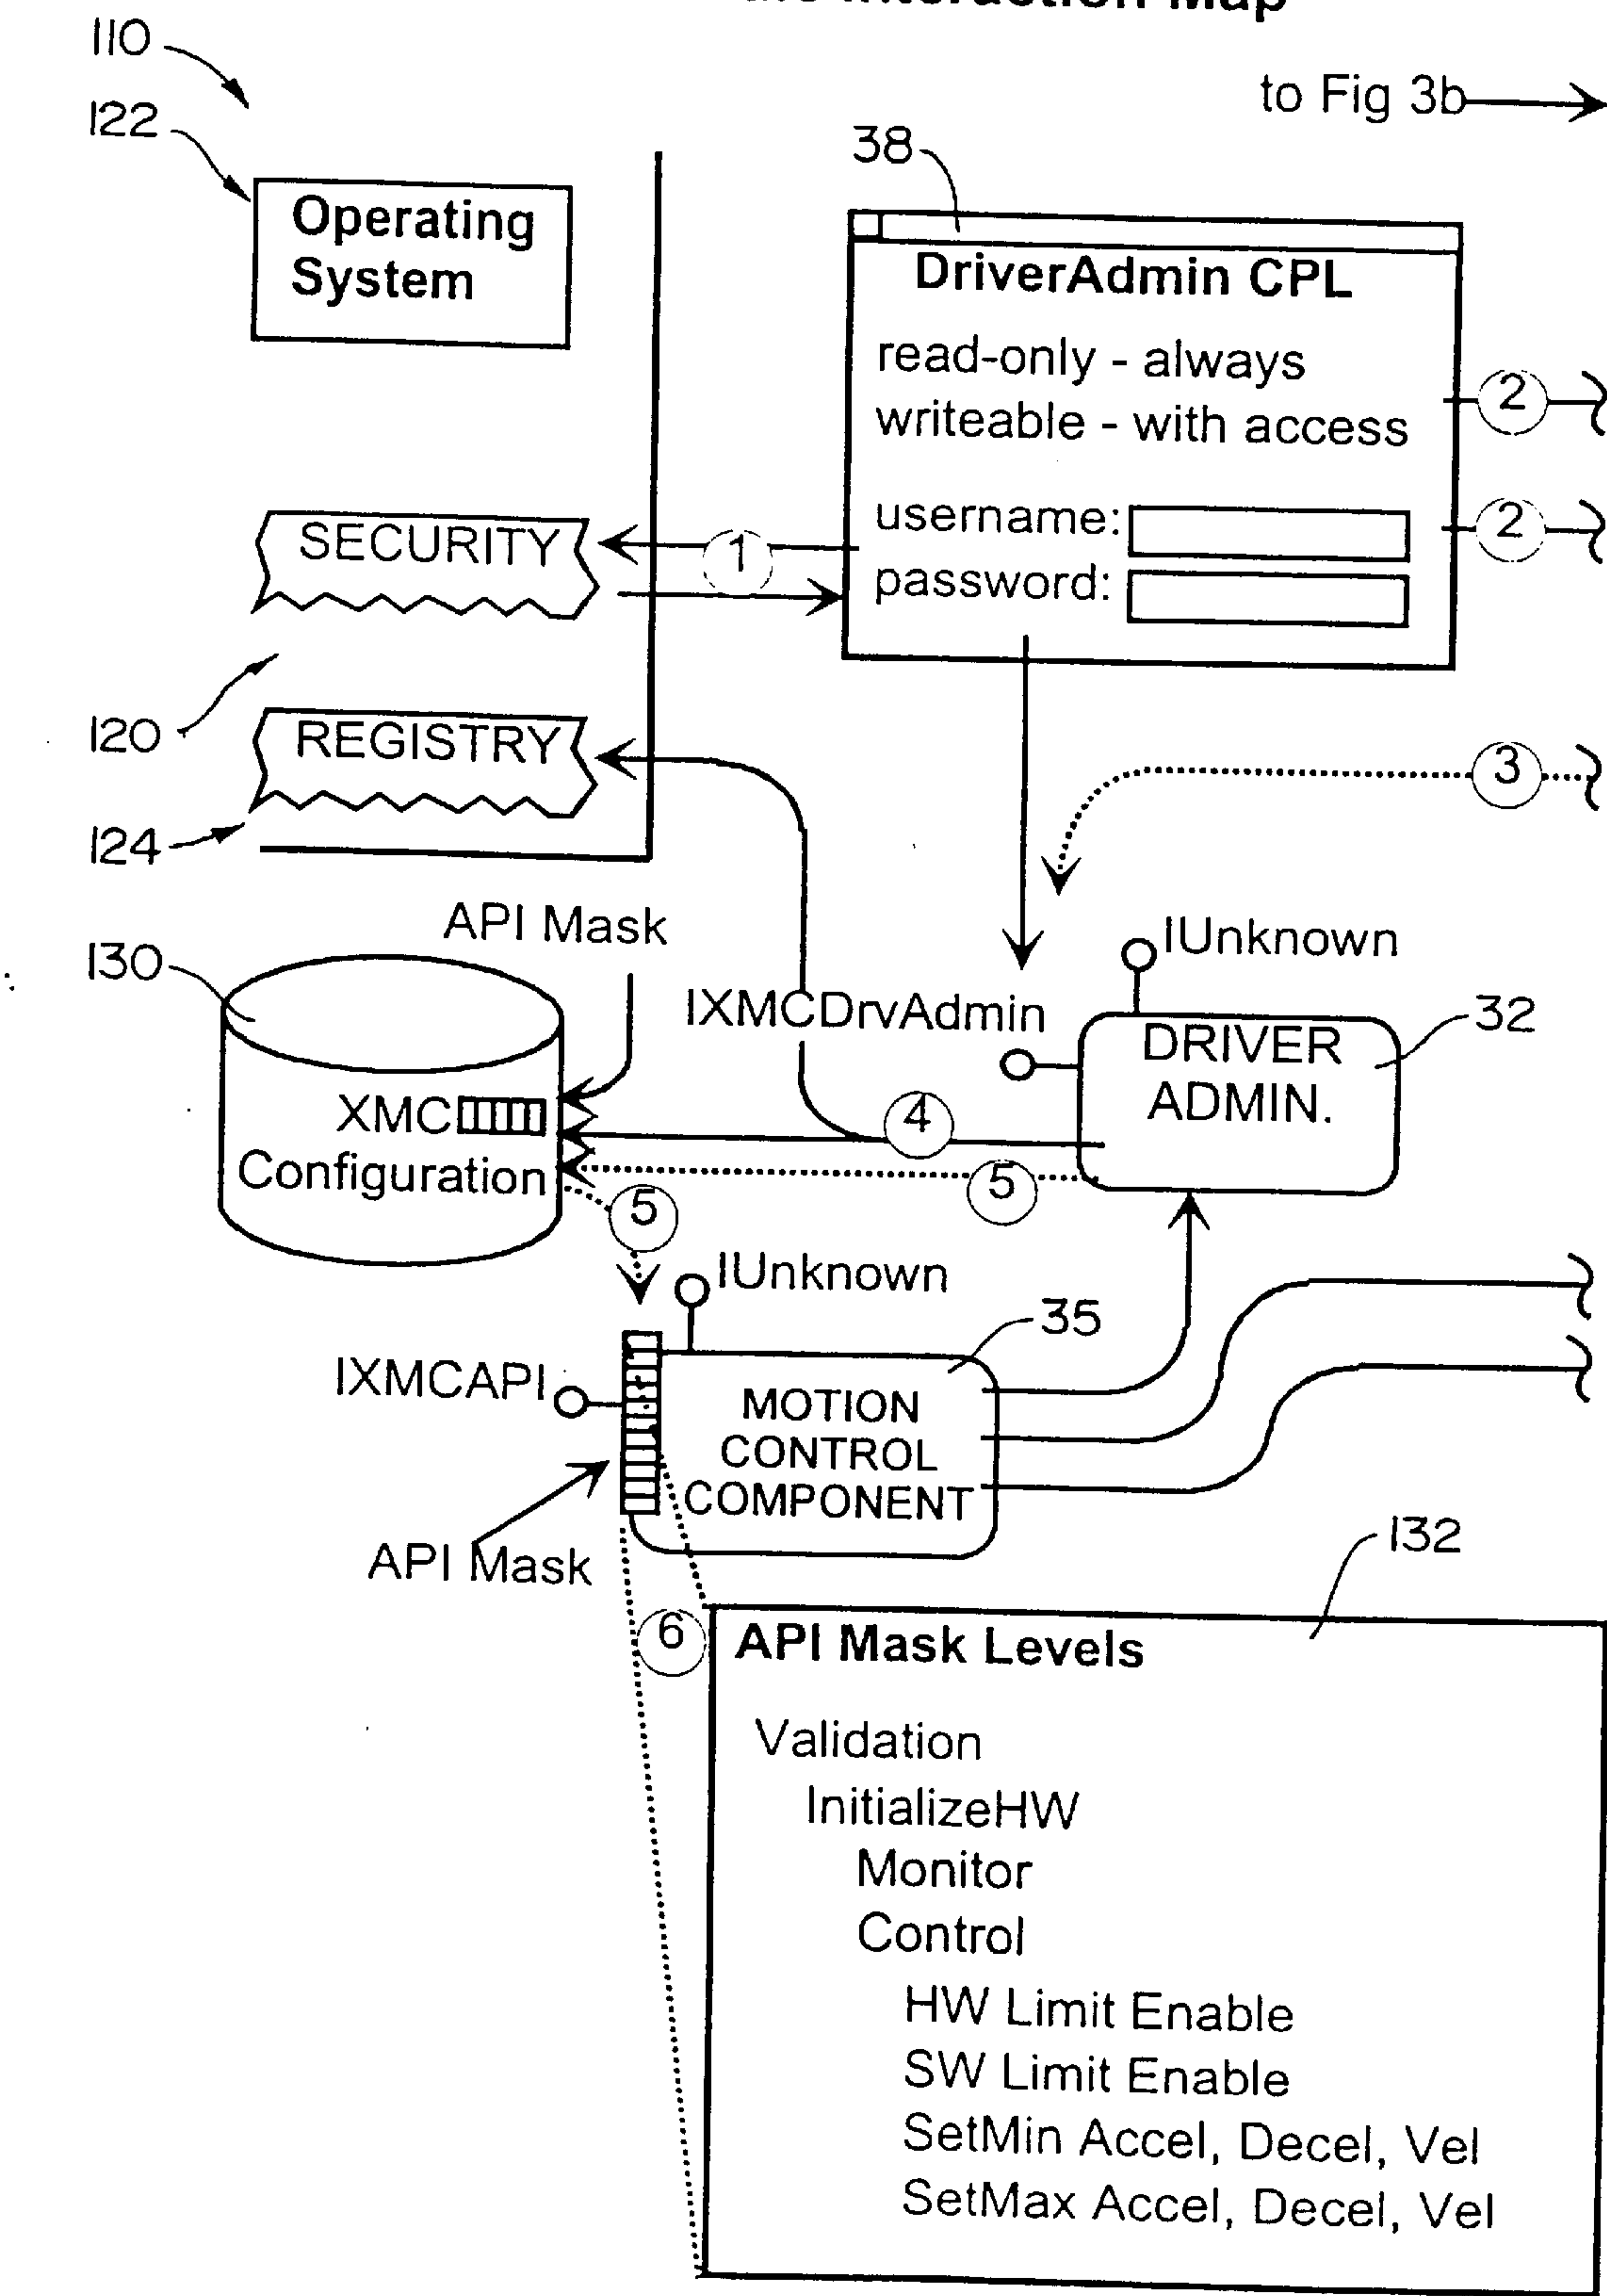 Interaction Map
110
to Fig 3b
122
38
Operating
System
DriverAdmin CPL
read-only - always
writeable - with access
2
username:
2
password:
SECURITY
1
120
REGISTRY
3
124
API Mask
130
IUnknown
IXMCDrvAdmin
32
DRIVER
ADMIN.
XMC
4
Configuration
5
5
IUnknown
35
IXMCAPI
MOTION
CONTROL
COMPONENT
API Mask
132
6
API Mask Levels
Validation
InitializeHW
Monitor
Control
HW Limit Enable
SW Limit Enable
SetMin Accel, Decel, Vel
SetMax Accel, Decel, Vel